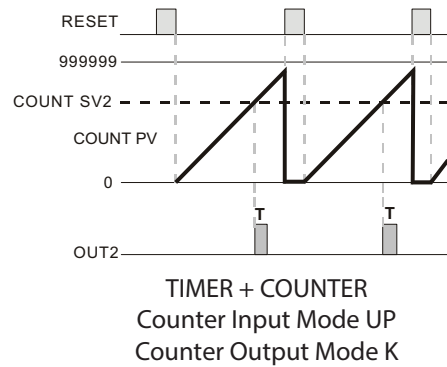 RESET
999999
COUNT SV2
COUNT PV
0
T T
OUT2
TIMER + COUNTER
Counter Input Mode UP
Counter Output Mode K